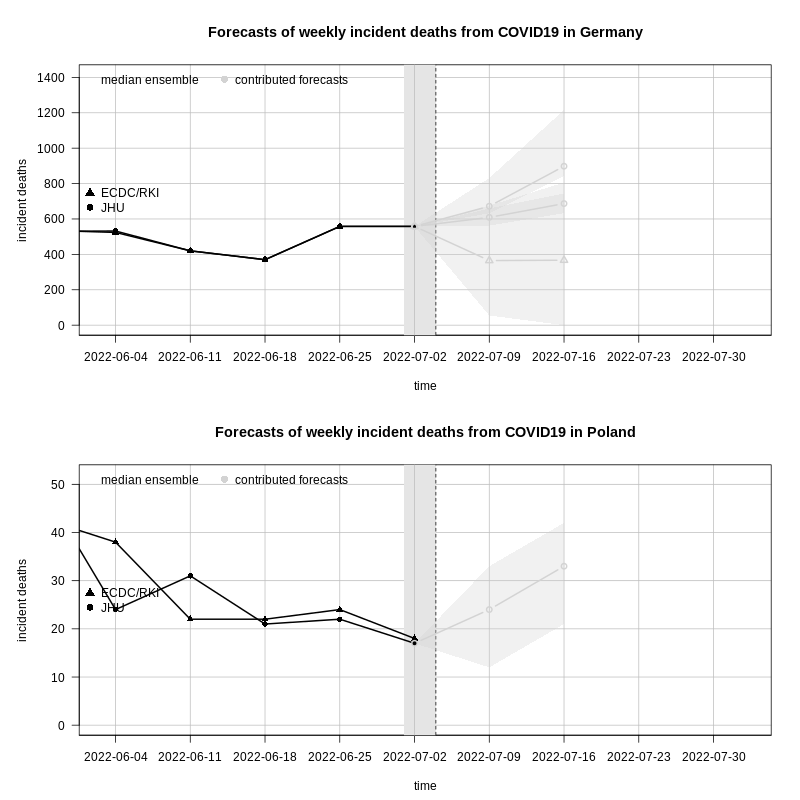 Forecasts of weekly incident deaths from COVID19 in Germany
median ensemble contributed forecasts
1400
1200
1000
800
600
400
200
0
incident deaths
ECDC/RKI
JHU
2022-06-04 2022-06-11 2022-06-18 2022-06-25 2022-07-02 2022-07-09 2022-07-16 2022-07-23 2022-07-30
time
Forecasts of weekly incident deaths from COVID19 in Poland
median ensemble contributed forecasts
50
40
30
20
10
0
incident deaths
ECDC/RKI
JHU
2022-06-04 2022-06-11 2022-06-18 2022-06-25 2022-07-02 2022-07-09 2022-07-16 2022-07-23 2022-07-30
time